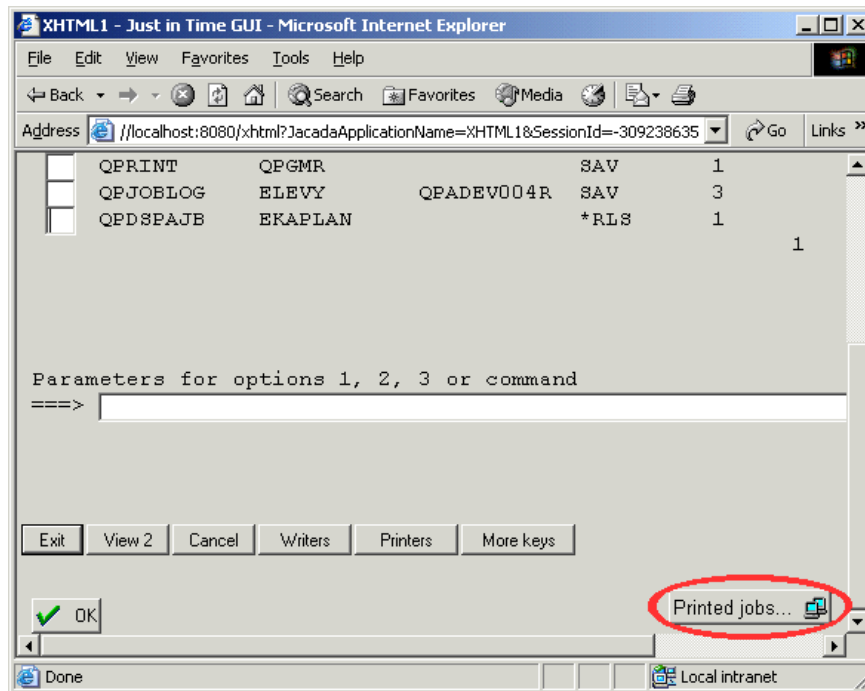 XHTML1 - Just in Time GUI - Microsoft Internet Explorer
File Edit View Favorites Tools Help
Back Search Favorites Media
Address //localhost:8080/xhtml?JacadaApplicationName=XHTML1&SessionId=-309238635 Go Links »
QPRINT QPGMR SAV 1
QPJOBLOG ELEVY QPADEV004R SAV 3
QPDSPAJB EKAPLAN *RLS 1
1
Parameters for options 1, 2, 3 or command
===>
Exit View 2 Cancel Writers Printers More keys
OK Printed jobs...
Done Local intranet